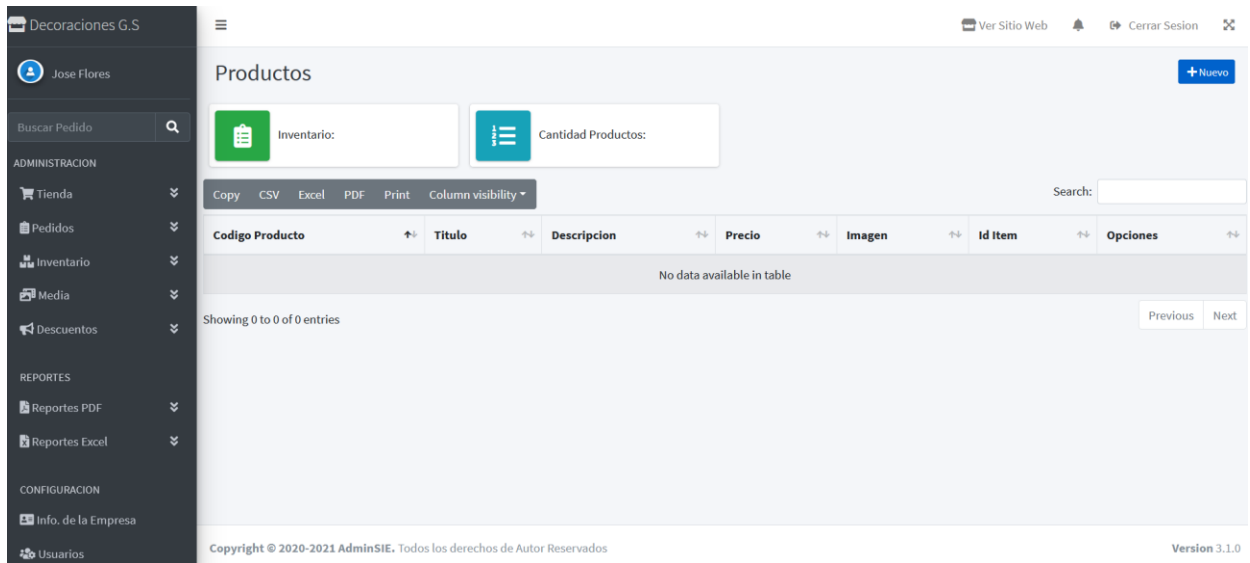 Decoraciones G.S
Jose Flores
Buscar Pedido
ADMINISTRACION
Tienda
Pedidos
Inventario
Media
Descuentos
REPORTES
Reportes PDF
Reportes Excel
CONFIGURACION
Info. de la Empresa
Usuarios
Ver Sitio Web Cerrar Sesion
Productos +Nuevo
Inventario: Cantidad Productos:
Copy CSV Excel PDF Print Column visibility Search:
Codigo Producto Titulo Descripcion Precio Imagen Id Item Opciones
No data available in table
Showing 0 to 0 of 0 entries Previous Next
Copyright © 2020-2021 AdminSIE. Todos los derechos de Autor Reservados Version 3.1.0